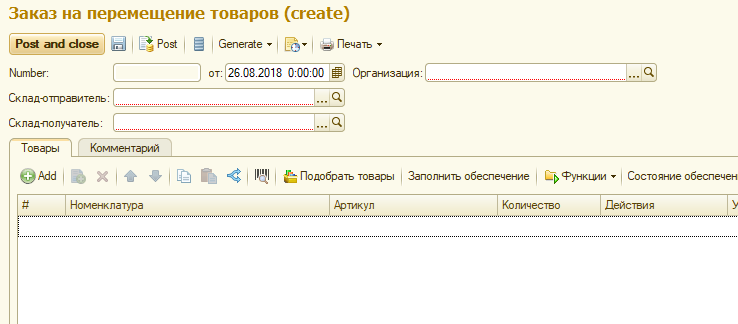 Заказ на перемещение товаров (create)
Post and close Post Generate Печать
Number: от: 26.08.2018 0:00:00 Организация: ...
Склад-отправитель: ...
Склад-получатель: ...
Товары Комментарий
Add Подобрать товары Заполнить обеспечение Функции Состояние обеспечен
# Номенклатура Артикул Количество Действия У